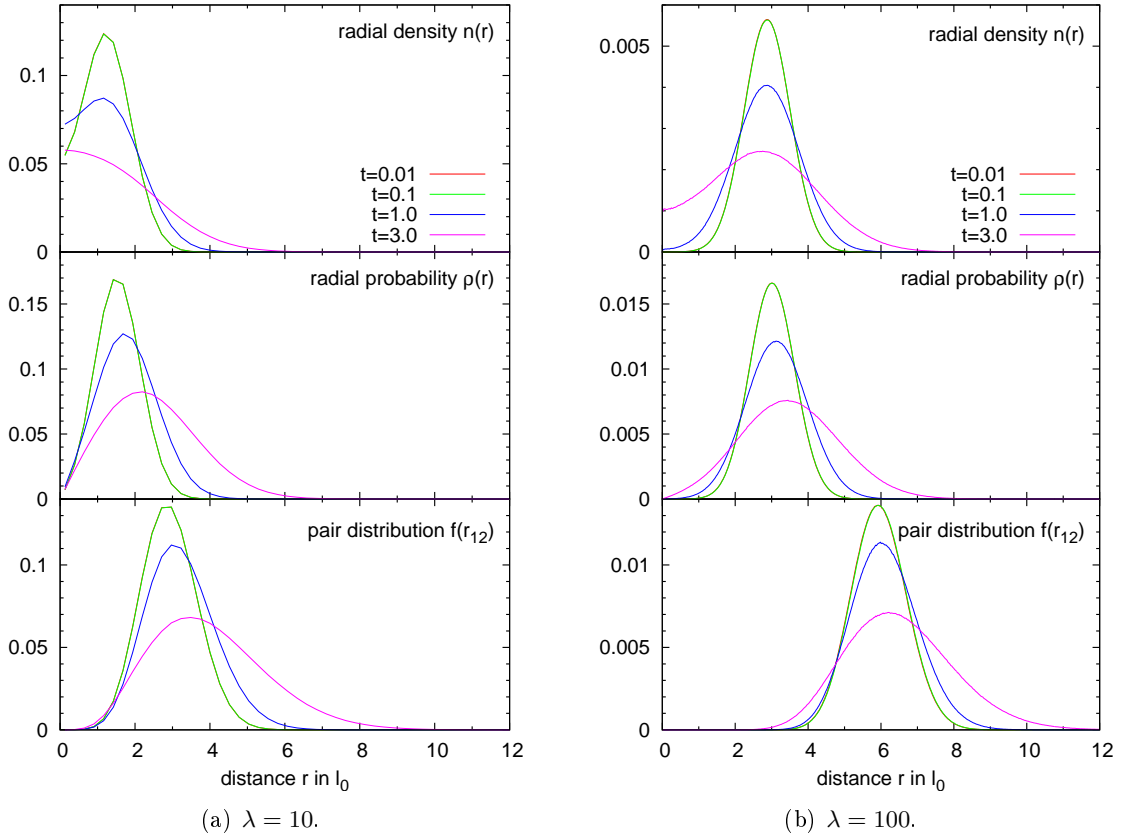 radial density n(r)
0.1
0.05
0
t=0.01
t=0.1
t=1.0
t=3.0
radial probability ρ(r)
0.15
0.1
0.05
0
pair distribution f(r12)
0.1
0.05
0
0 2 4 6 8 10 12
distance r in l0
(a) λ = 10.
radial density n(r)
0.005
0
t=0.01
t=0.1
t=1.0
t=3.0
radial probability ρ(r)
0.015
0.01
0.005
0
pair distribution f(r12)
0.01
0.005
0
0 2 4 6 8 10 12
distance r in l0
(b) λ = 100.